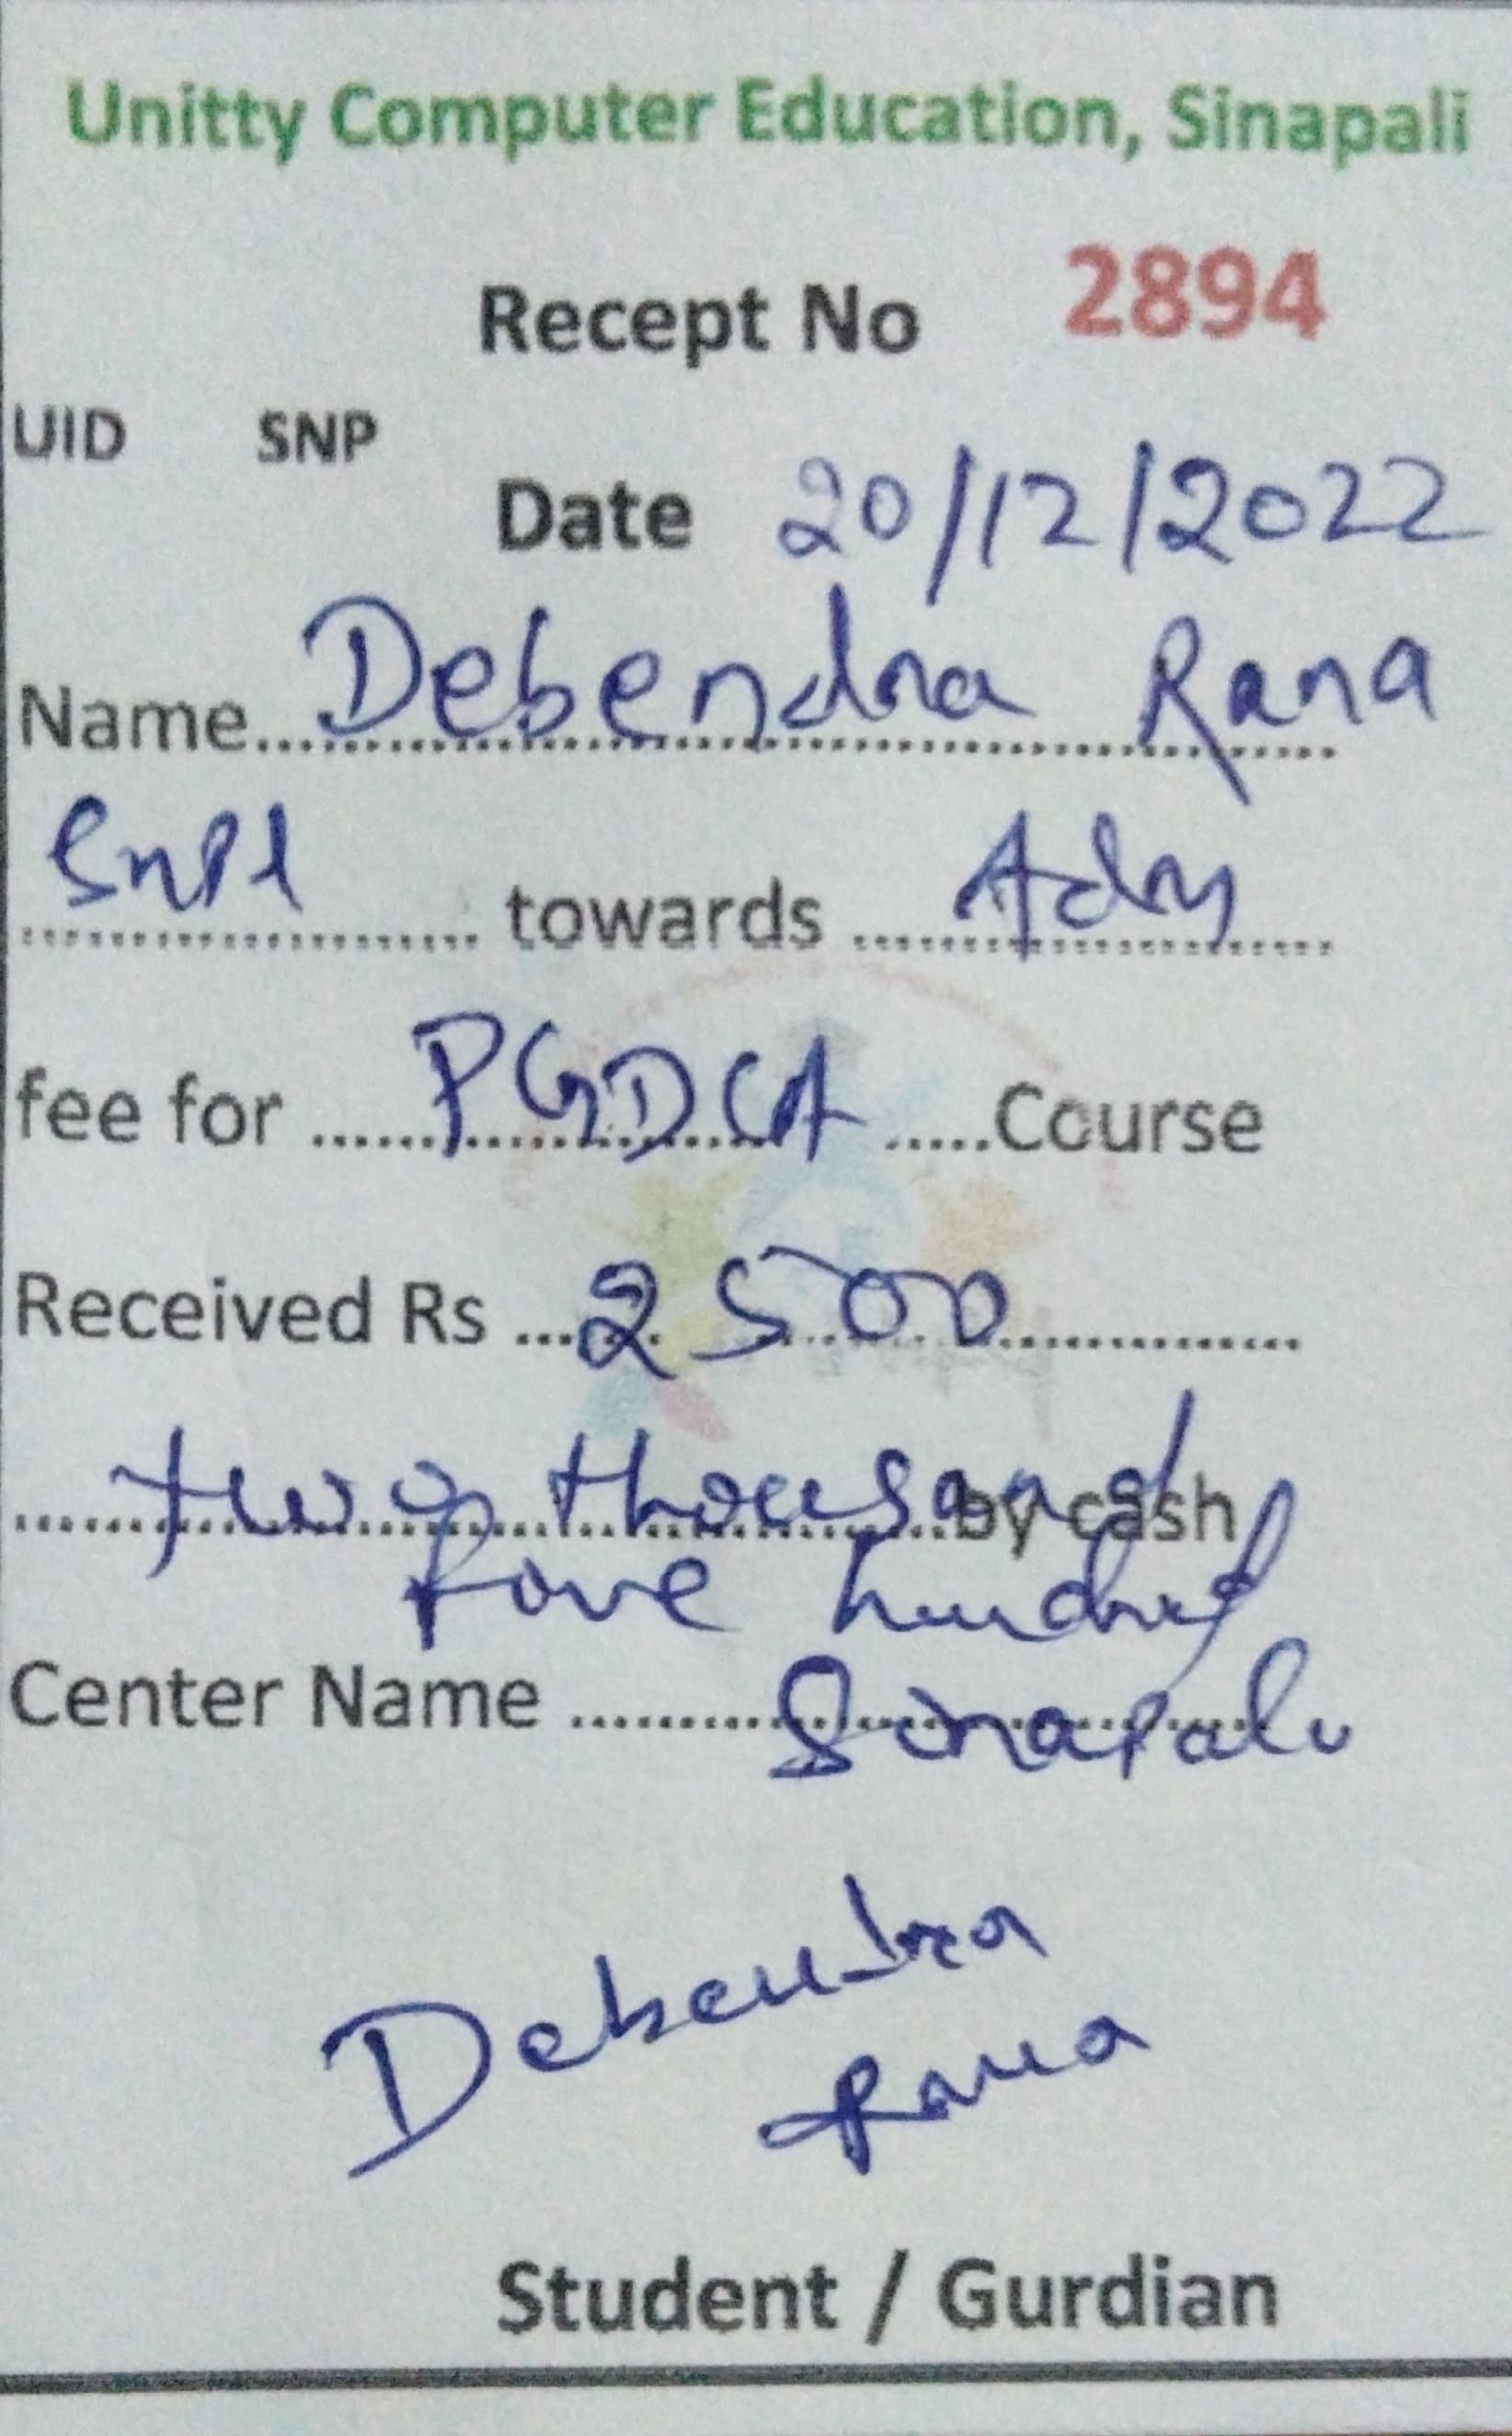 Unitty Computer Education, Sinapali
Recept No 2894
UID SNP
Date 20/12/2022
Name........Debendra Rana
SnPl ........ towards ........ Adm
fee for ........ PGDCA ........ Course
Received Rs ........ 2500 ........
two thousand by cash
five hundred
Center Name ........ Sinapali
Debendra
Rana
Student / Gurdian